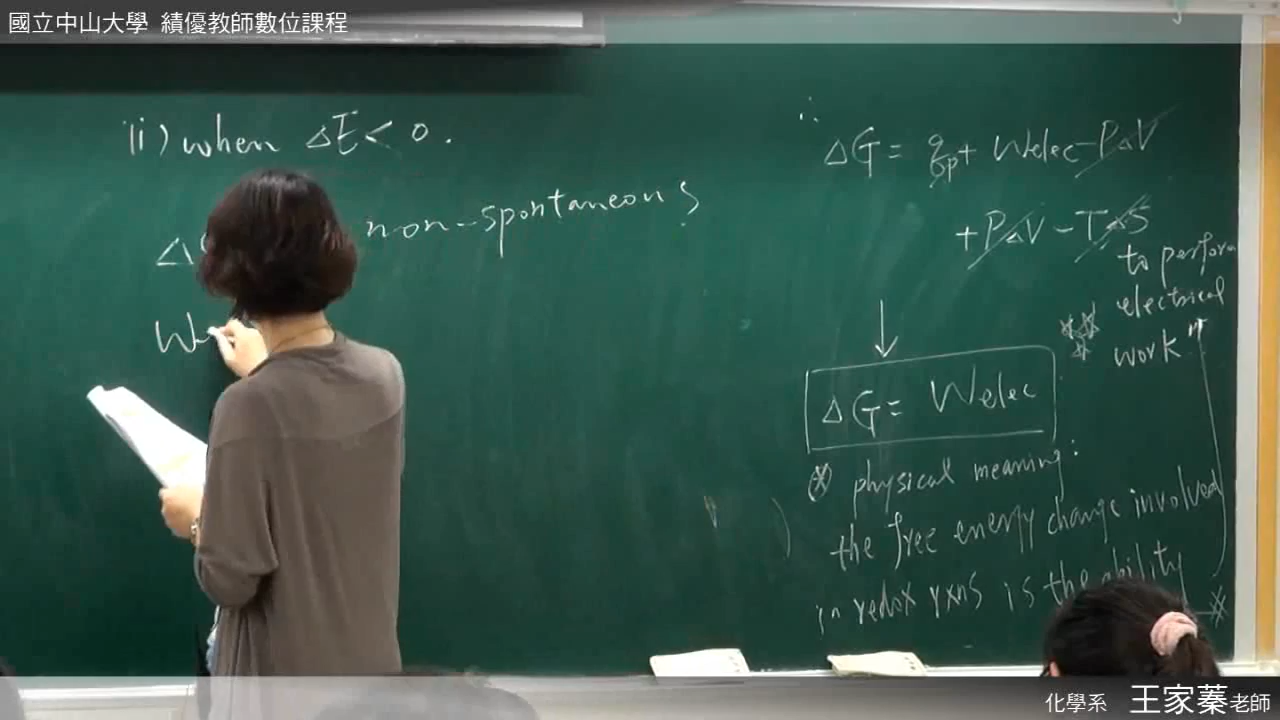 國立中山大學 績優教師數位課程
(ii) when ΔE < 0.
Δ non-spontaneous
W
∴
ΔG = qp + Welec - PΔV
+ PΔV - TΔS
to perform
electrical
work"
ΔG = Welec
(*) physical meaning:
the free energy change involved
in redox rxns is the ability
化學系 王家蓁老師